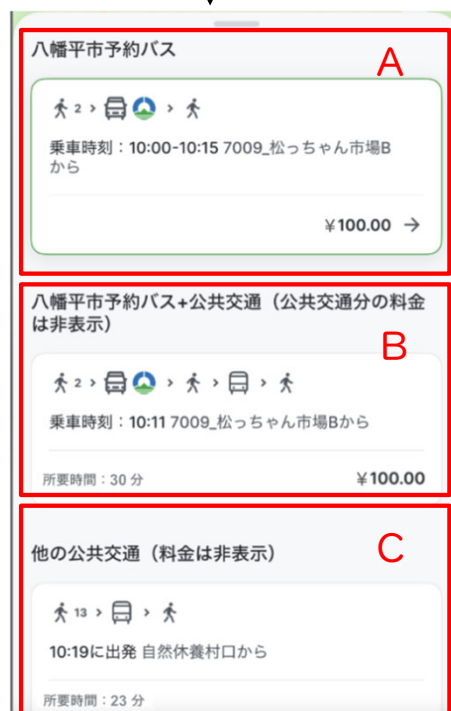 八幡平市予約バス
A
2
乗車時刻：10:00-10:15 7009_松っちゃん市場B
から
¥100.00 →
八幡平市予約バス+公共交通（公共交通分の料金
は非表示）
B
2
乗車時刻：10:11 7009_松っちゃん市場Bから
所要時間：30 分 ¥100.00
他の公共交通（料金は非表示）
C
13
10:19に出発 自然休養村口から
所要時間：23 分